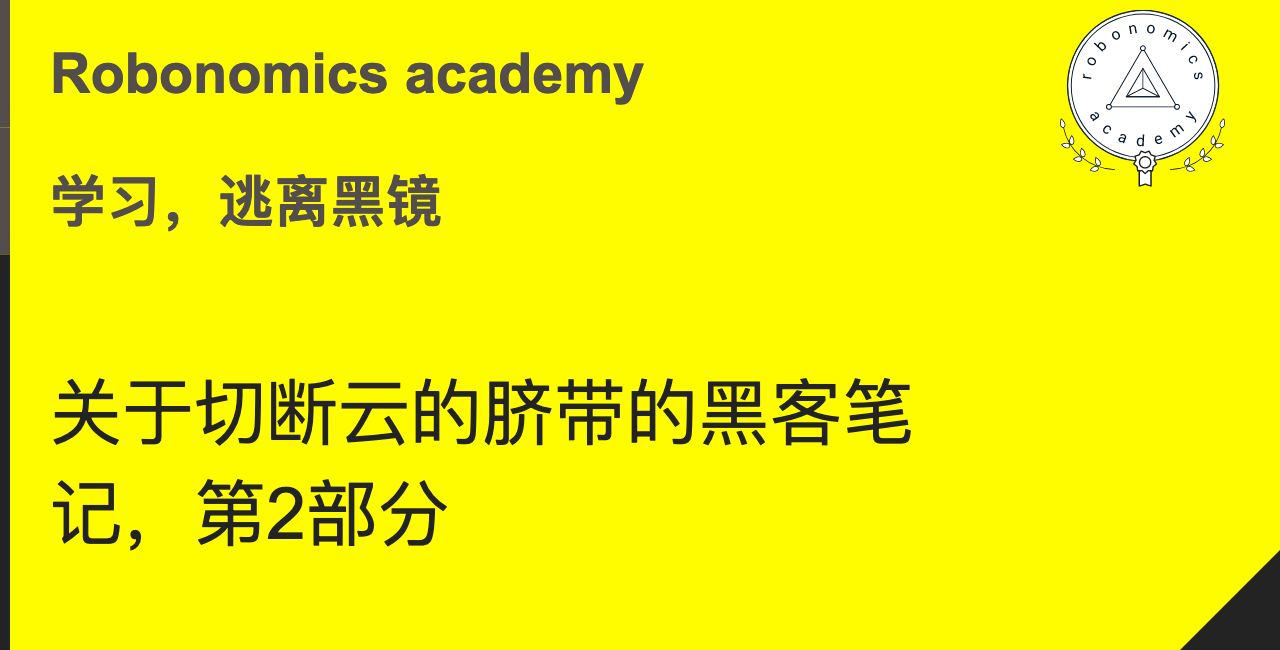 Robonomics academy
robonomics
academy
学习，逃离黑镜
关于切断云的脐带的黑客笔
记，第2部分